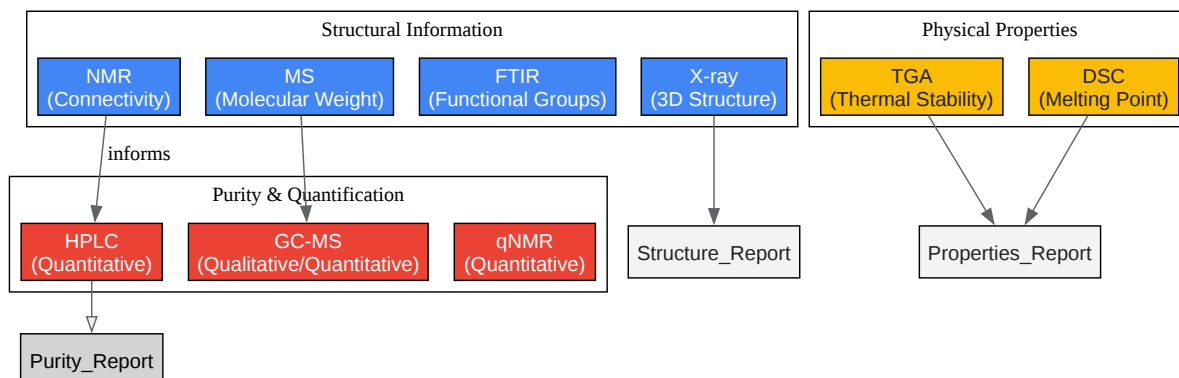 Structural Information
Physical Properties
NMR
(Connectivity)
MS
(Molecular Weight)
FTIR
(Functional Groups)
X-ray
(3D Structure)
TGA
(Thermal Stability)
DSC
(Melting Point)
informs
Purity & Quantification
HPLC
(Quantitative)
GC-MS
(Qualitative/Quantitative)
qNMR
(Quantitative)
Structure_Report
Properties_Report
Purity_Report